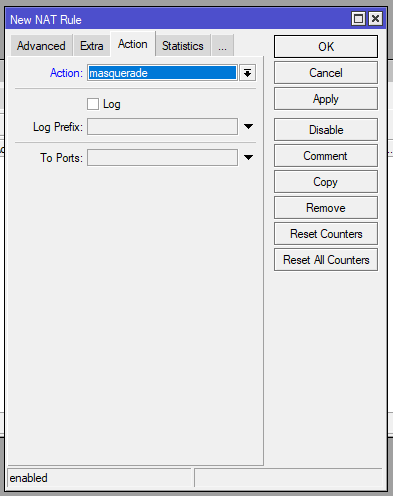 New NAT Rule
Advanced Extra Action Statistics ...
OK
Action: masquerade
Cancel
Log
Apply
Log Prefix:
Disable
To Ports:
Comment
Copy
Remove
Reset Counters
Reset All Counters
enabled